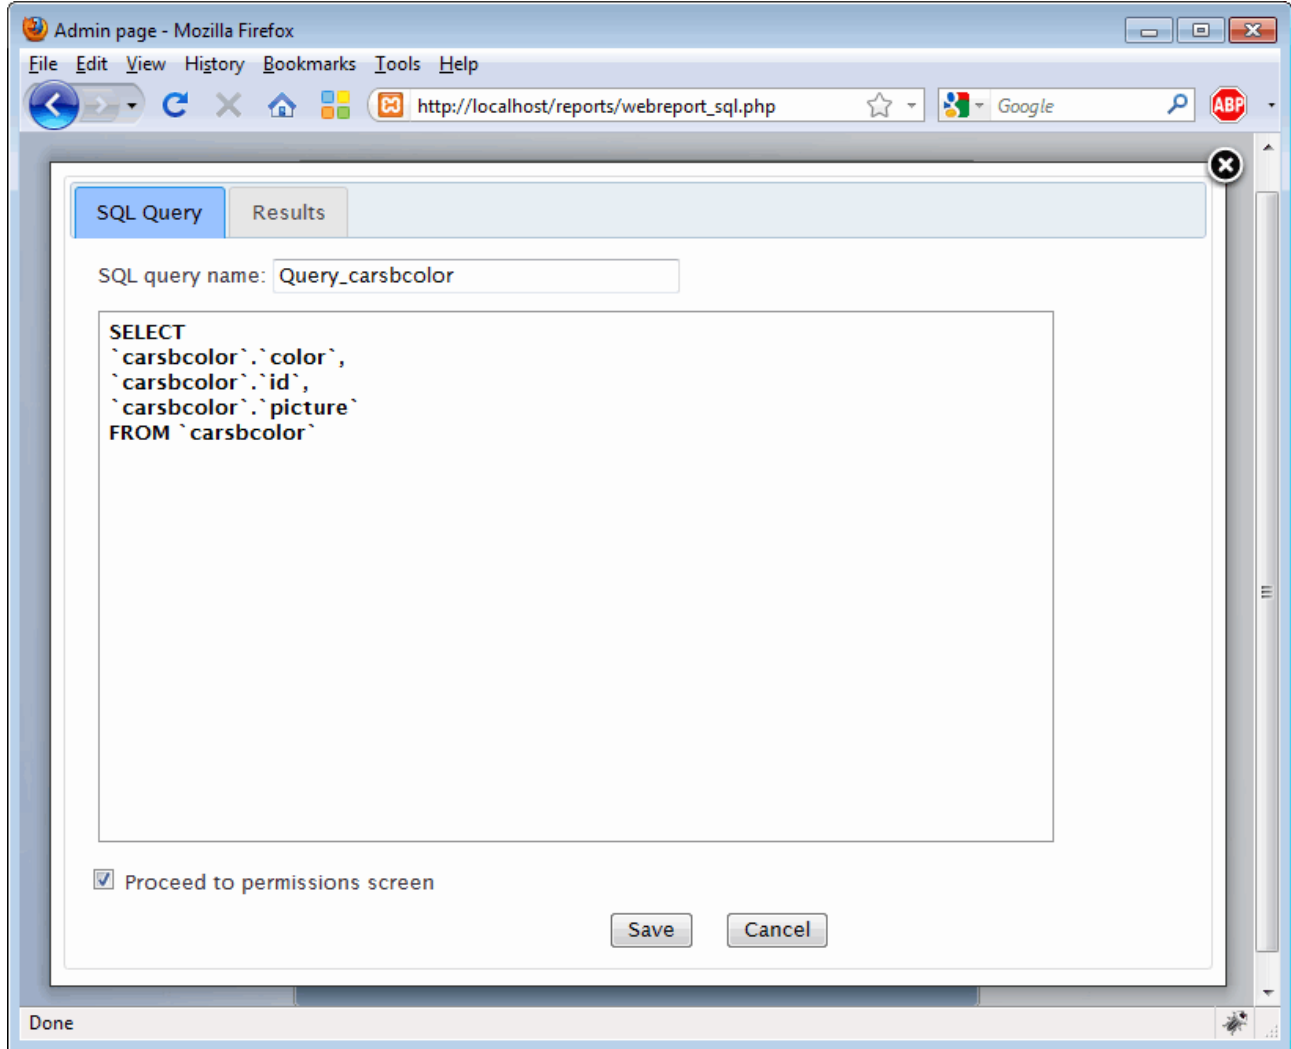 Admin page - Mozilla Firefox
File Edit View History Bookmarks Tools Help
http://localhost/reports/webreport_sql.php Google ABP
SQL Query Results
SQL query name: Query_carsbcolor
SELECT
`carsbcolor`.`color`,
`carsbcolor`.`id`,
`carsbcolor`.`picture`
FROM `carsbcolor`
Proceed to permissions screen
Save Cancel
Done